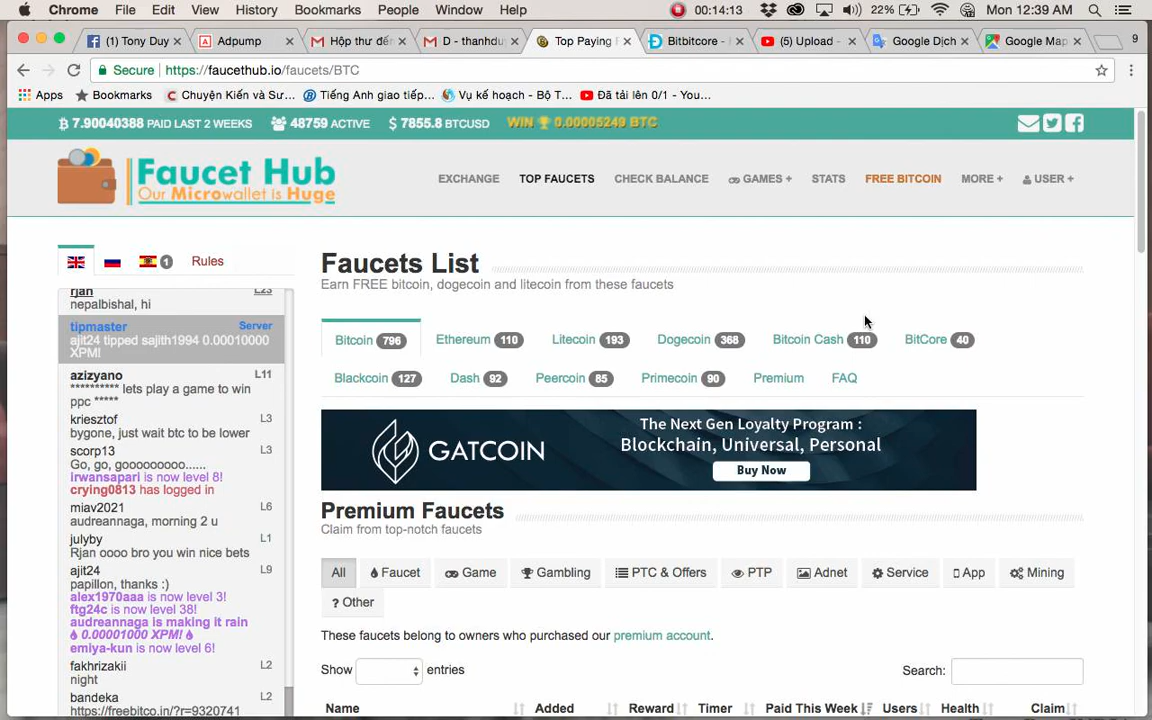 Chrome File Edit View History Bookmarks People Window Help 00:14:13 22% Mon 12:39 AM
(1) Tony Duy Adpump Hộp thư đế D - thanhdu Top Paying Bitbitcore - (5) Upload - Google Dịch Google Map 9
Secure https://faucethub.io/faucets/BTC
Apps Bookmarks Chuyện Kiến và Sư... Tiếng Anh giao tiếp... Vụ kế hoạch - Bộ T... Đã tải lên 0/1 - You...
7.90040388 PAID LAST 2 WEEKS 48759 ACTIVE $ 7855.8 BTCUSD WIN 0.00005249 BTC
Faucet Hub
Our Microwallet is Huge
EXCHANGE TOP FAUCETS CHECK BALANCE GAMES + STATS FREE BITCOIN MORE + USER +
1 Rules
rjan L23
nepalbishal, hi
tipmaster Server
ajit24 tipped sajith1994 0.00010000
XPM!
azizyano L11
********** lets play a game to win
ppc *****
kriesztof L3
bygone, just wait btc to be lower
scorp13 L3
Go, go, gooooooooo......
irwansapari is now level 8!
crying0813 has logged in
miav2021 L6
audreannaga, morning 2 u
julyby L1
Rjan oooo bro you win nice bets
ajit24 L9
papillon, thanks :)
alex1970aaa is now level 3!
ftg24c is now level 38!
audreannaga is making it rain
0.00001000 XPM!
emiya-kun is now level 6!
fakhrizakii L2
night
bandeka L2
https://freebitco.in/?r=9320741
Faucets List
Earn FREE bitcoin, dogecoin and litecoin from these faucets
Bitcoin 796 Ethereum 110 Litecoin 193 Dogecoin 368 Bitcoin Cash 110 BitCore 40
Blackcoin 127 Dash 92 Peercoin 85 Primecoin 90 Premium FAQ
GATCOIN
The Next Gen Loyalty Program :
Blockchain, Universal, Personal
Buy Now
Premium Faucets
Claim from top-notch faucets
All Faucet Game Gambling PTC & Offers PTP Adnet Service App Mining
? Other
These faucets belong to owners who purchased our premium account.
Show entries Search:
Name Added Reward Timer Paid This Week Users Health Claim